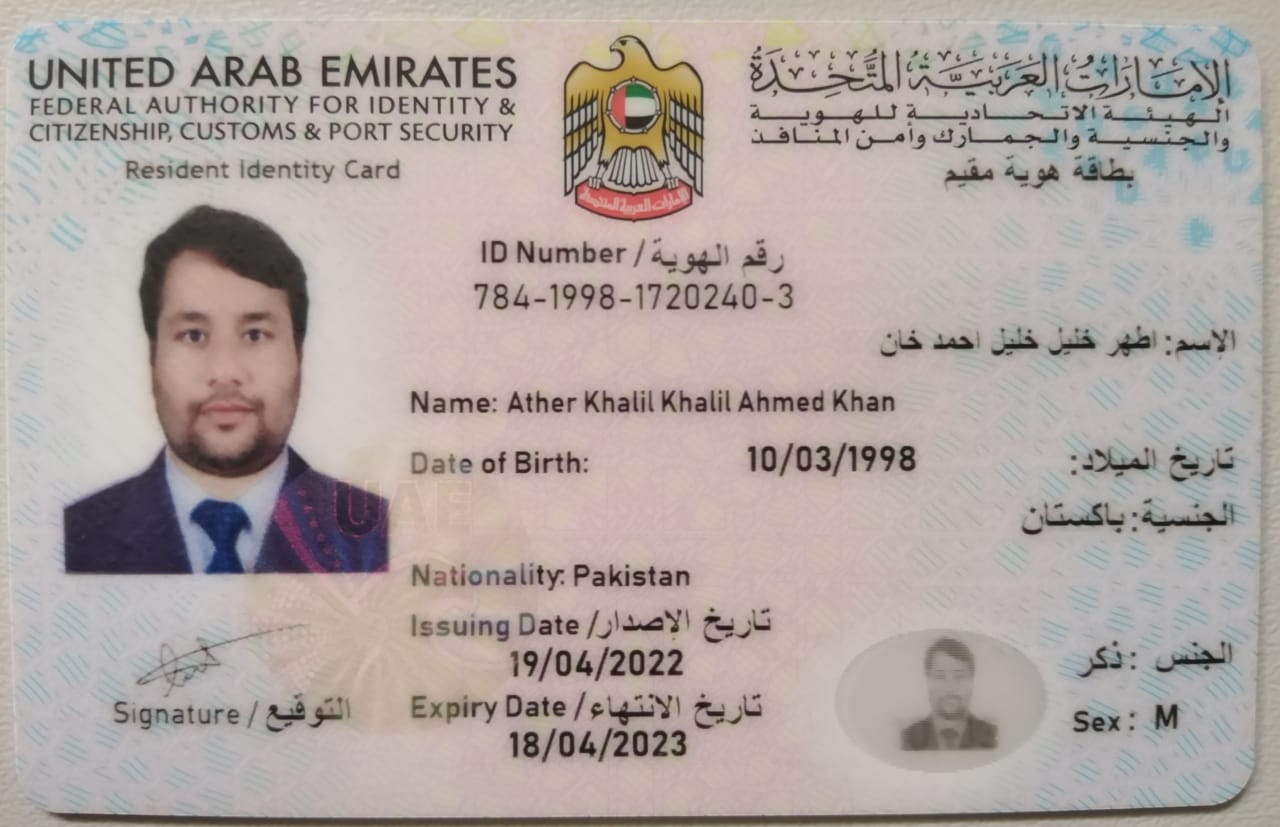 UNITED ARAB EMIRATES
FEDERAL AUTHORITY FOR IDENTITY &
CITIZENSHIP, CUSTOMS & PORT SECURITY
Resident Identity Card
الإمارات العربية المتحدة
الهيئة الاتحادية للهوية
والجنسية والجمارك وأمن المنافذ
بطاقة هوية مقيم
الإمارات العربية المتحدة
ID Number / رقم الهوية
784-1998-1720240-3
الإسم: اطهر خليل خليل احمد خان
Name: Ather Khalil Khalil Ahmed Khan
Date of Birth: 10/03/1998 تاريخ الميلاد:
الجنسية: باكستان
UAE
Nationality: Pakistan
Issuing Date / تاريخ الإصدار
19/04/2022
Expiry Date / تاريخ الانتهاء
18/04/2023
الجنس: ذكر
Sex: M
Signature / التوقيع